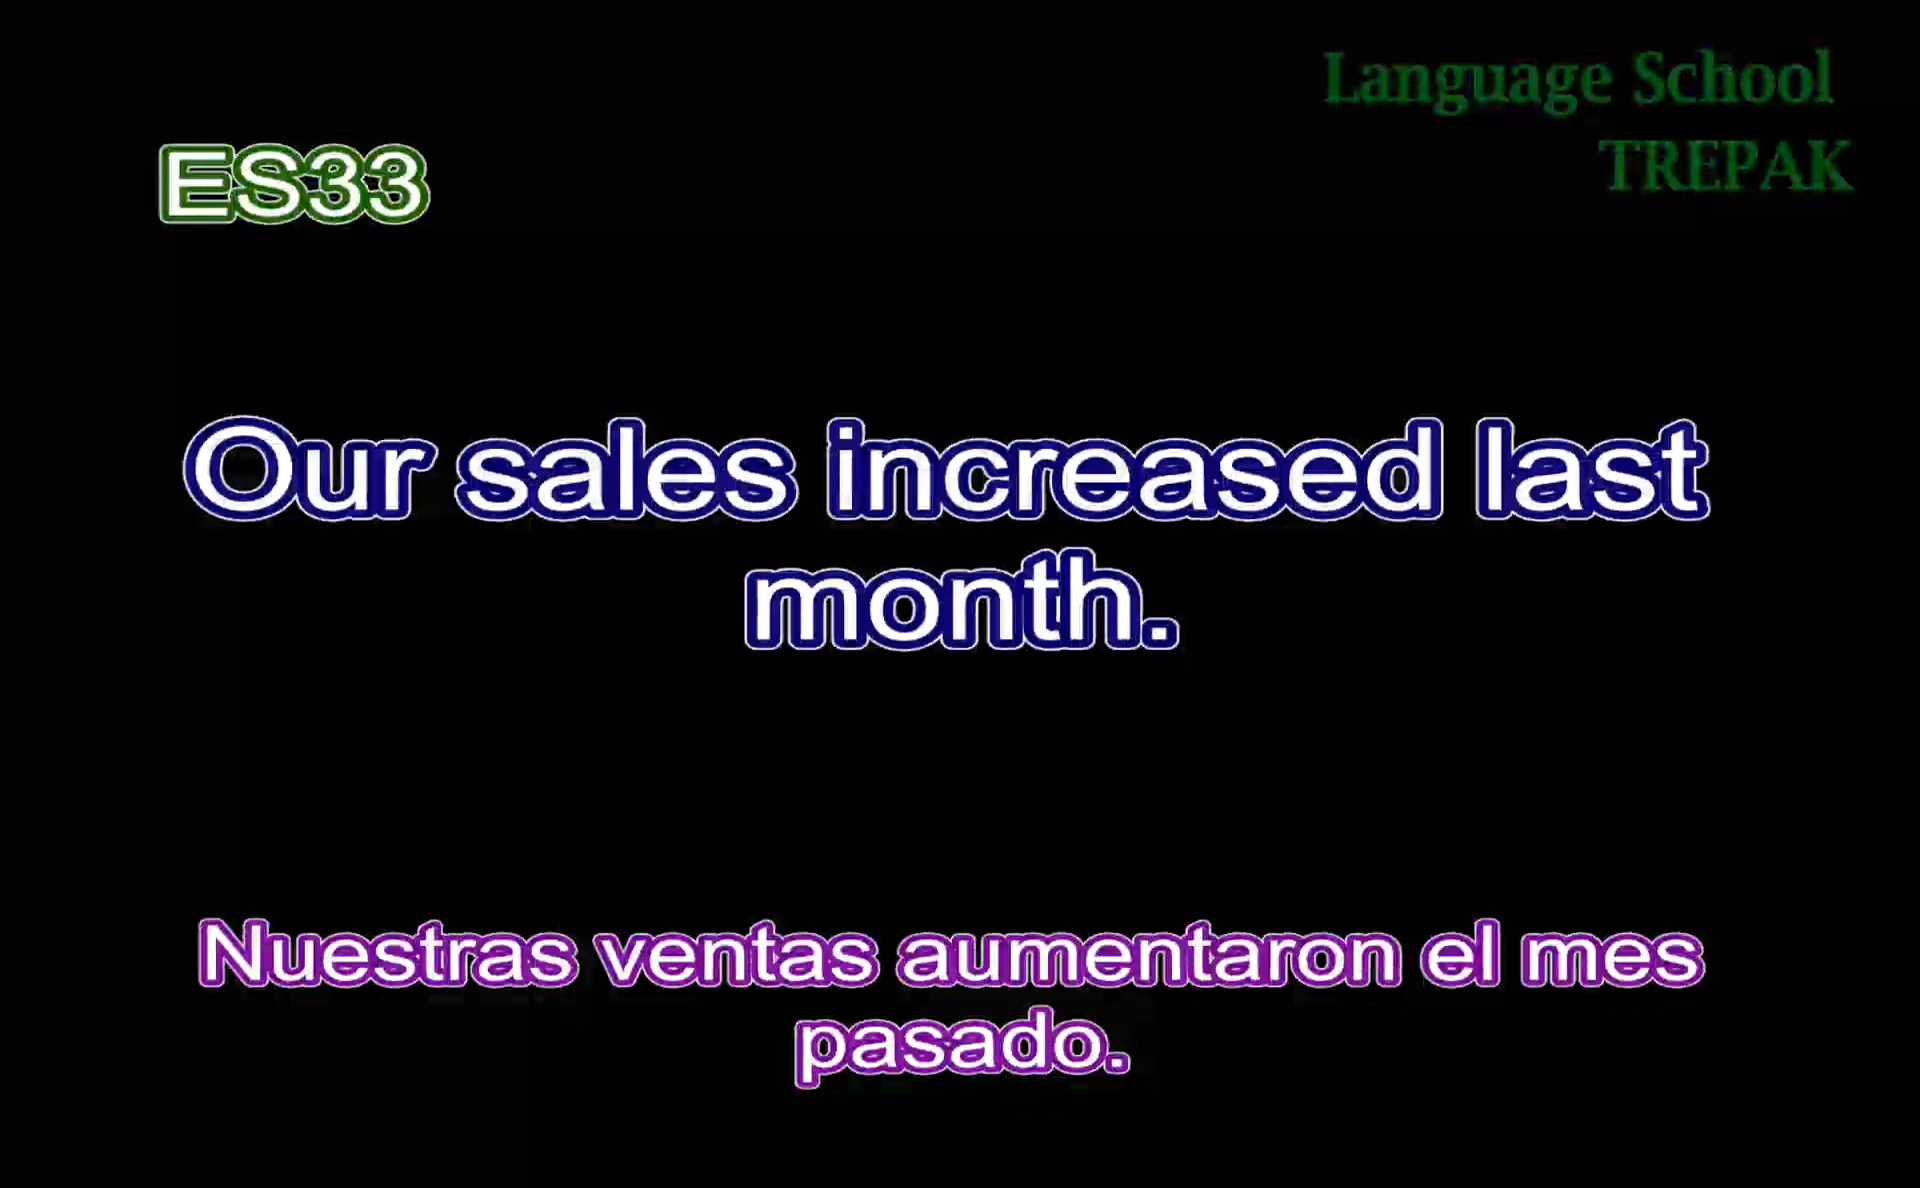 Language School
TREPAK
ES33
Our sales increased last
month.
Nuestras ventas aumentaron el mes
pasado.